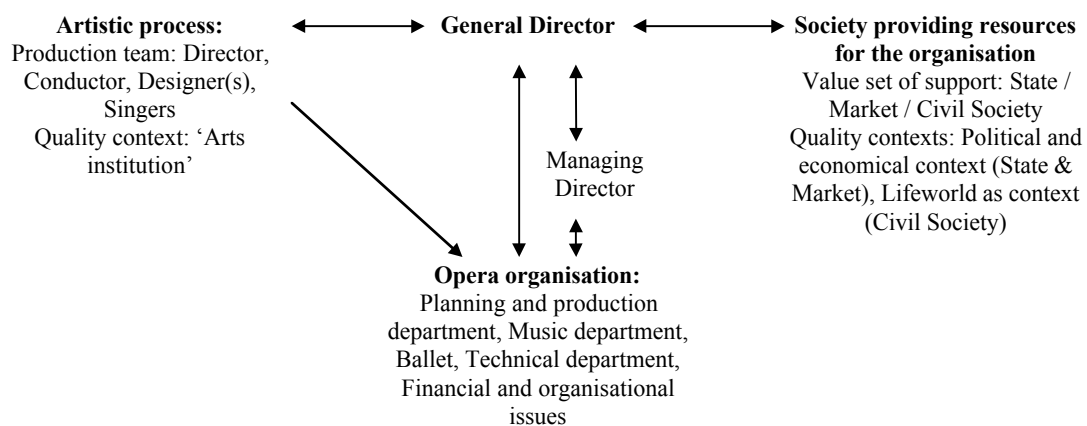 Artistic process:
Production team: Director,
Conductor, Designer(s),
Singers
Quality context: ‘Arts
institution’
General Director
Society providing resources
for the organisation
Value set of support: State /
Market / Civil Society
Quality contexts: Political and
economical context (State &
Market), Lifeworld as context
(Civil Society)
Managing
Director
Opera organisation:
Planning and production
department, Music department,
Ballet, Technical department,
Financial and organisational
issues